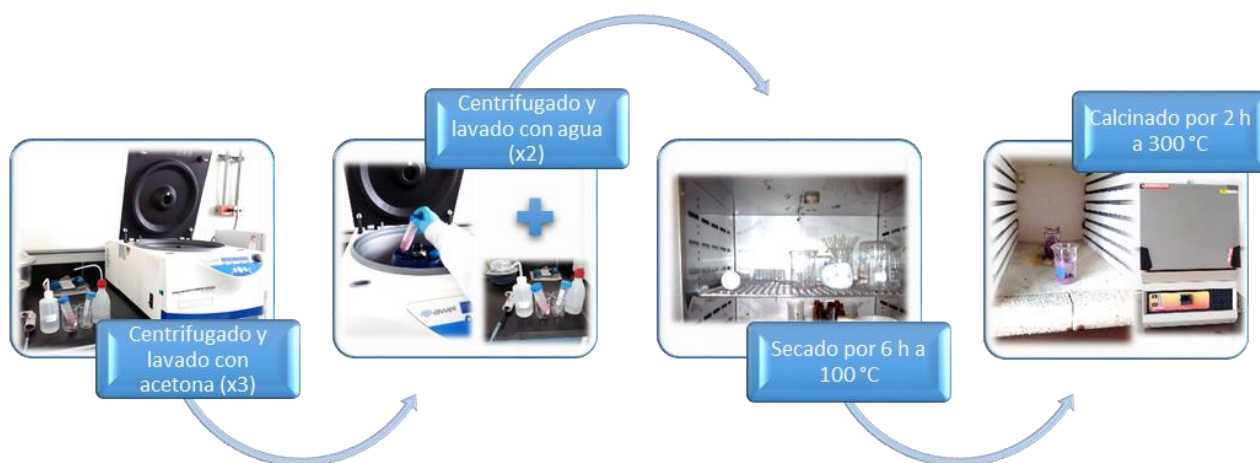 Centrifugado y
lavado con
acetona (x3)
Centrifugado y
lavado con agua
(x2)
Secado por 6 h a
100 °C
Calcinado por 2 h
a 300 °C